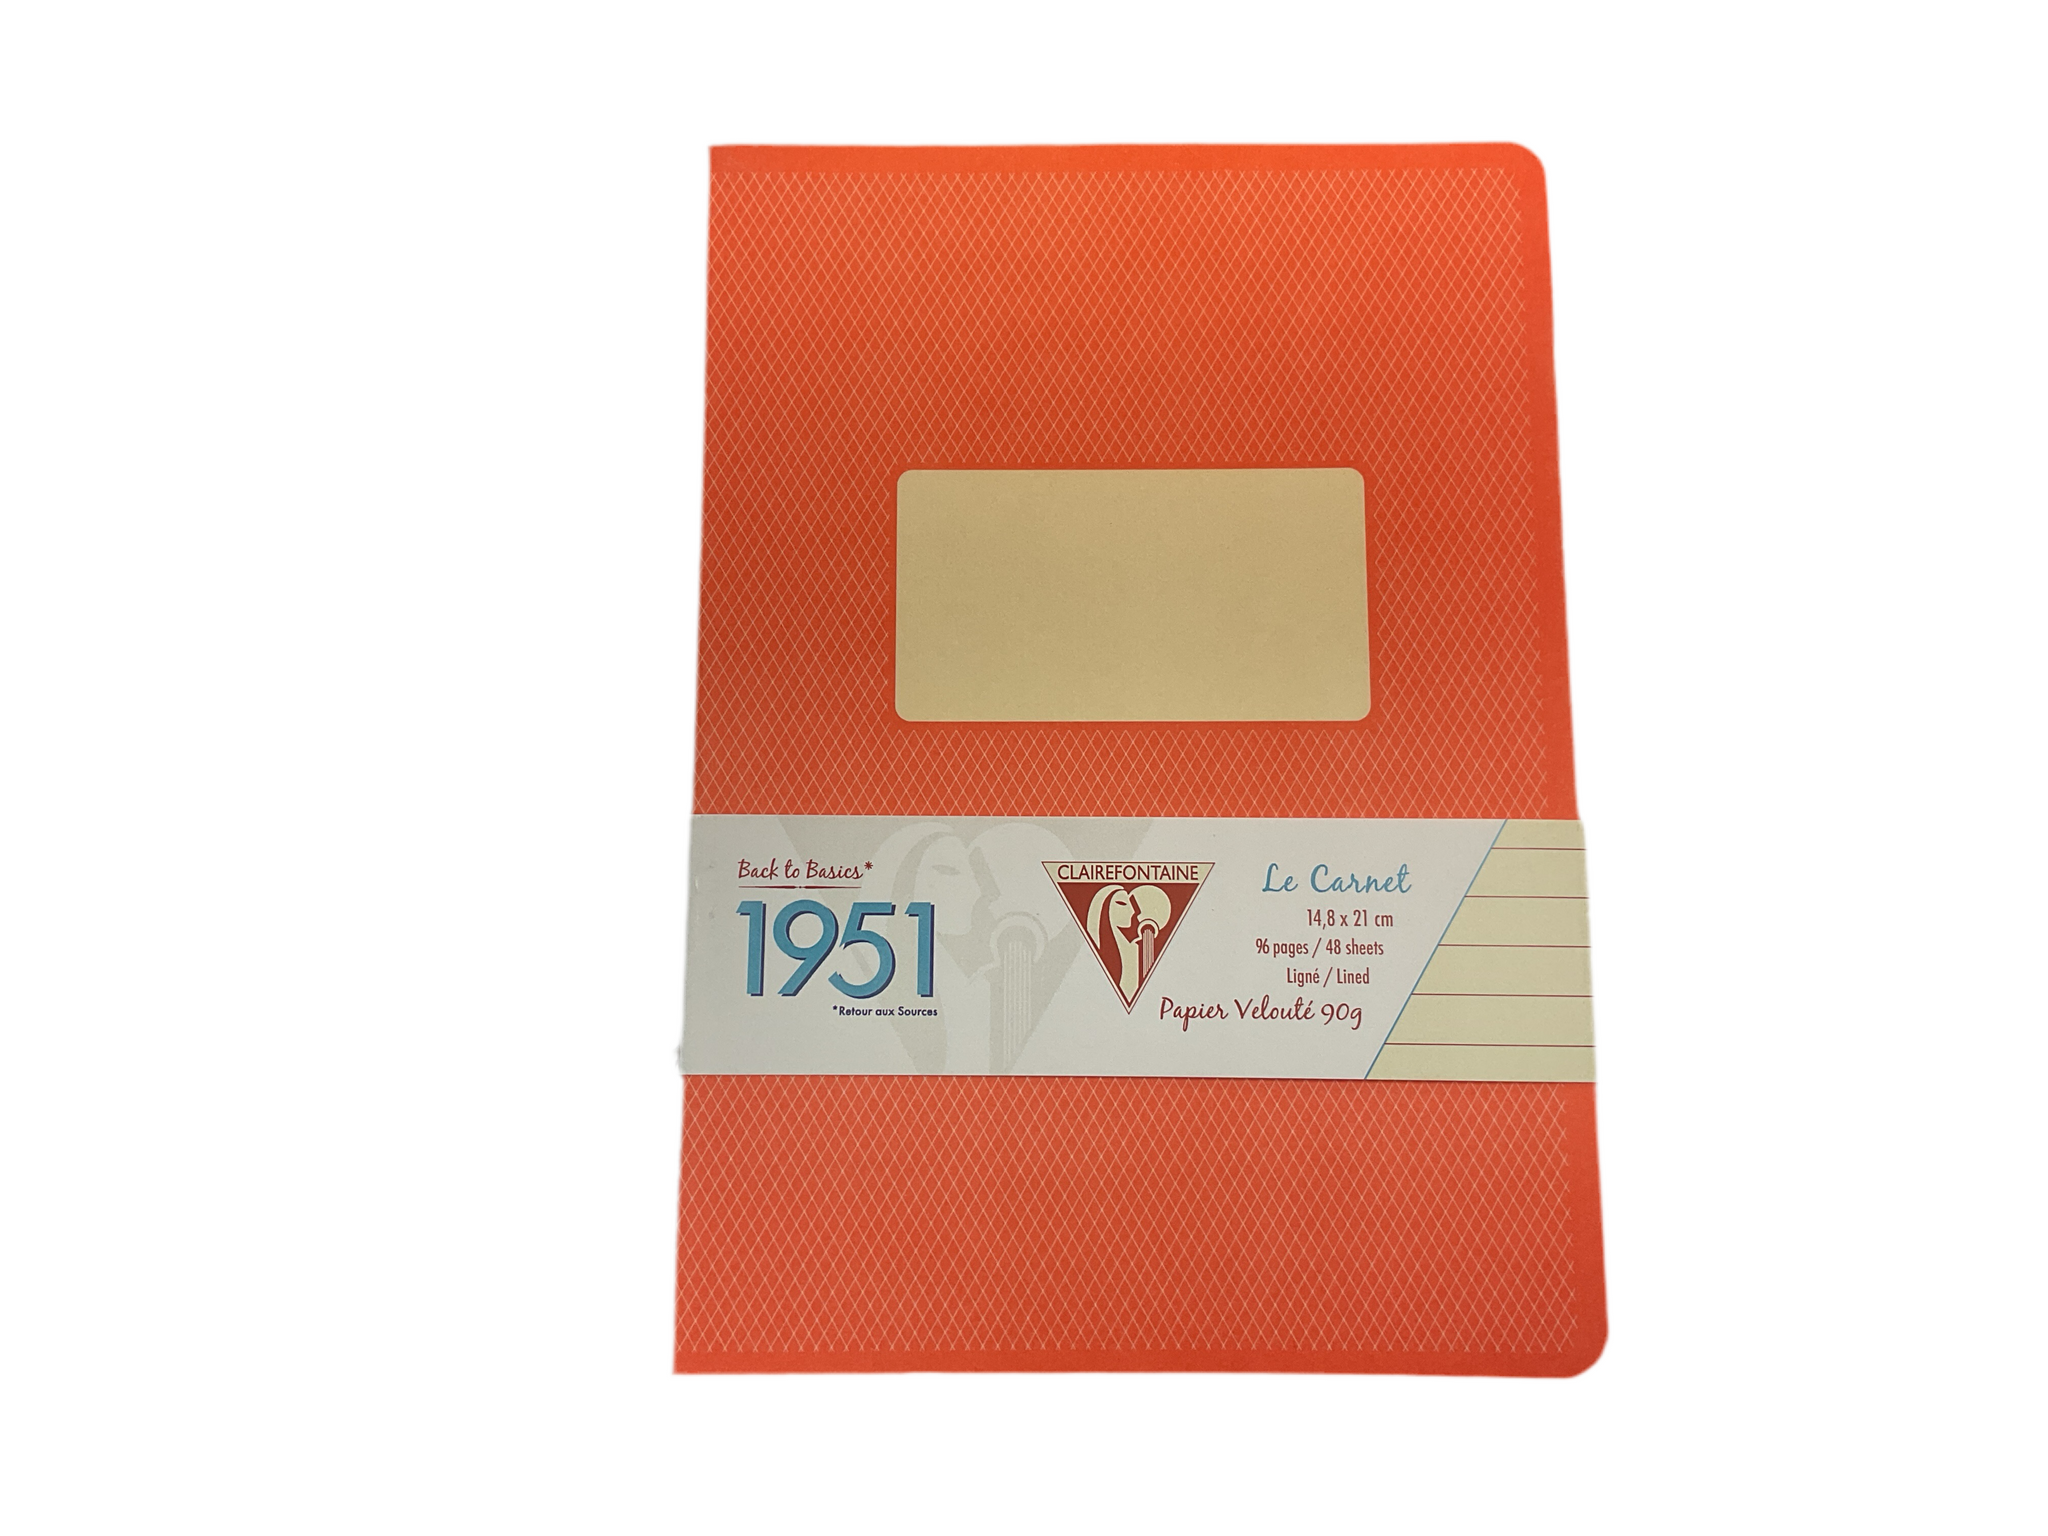 Back to Basics*
1951
*Retour aux Sources
CLAIREFONTAINE
Le Carnet
14,8 x 21 cm
96 pages / 48 sheets
Ligné / Lined
Papier Velouté 90g